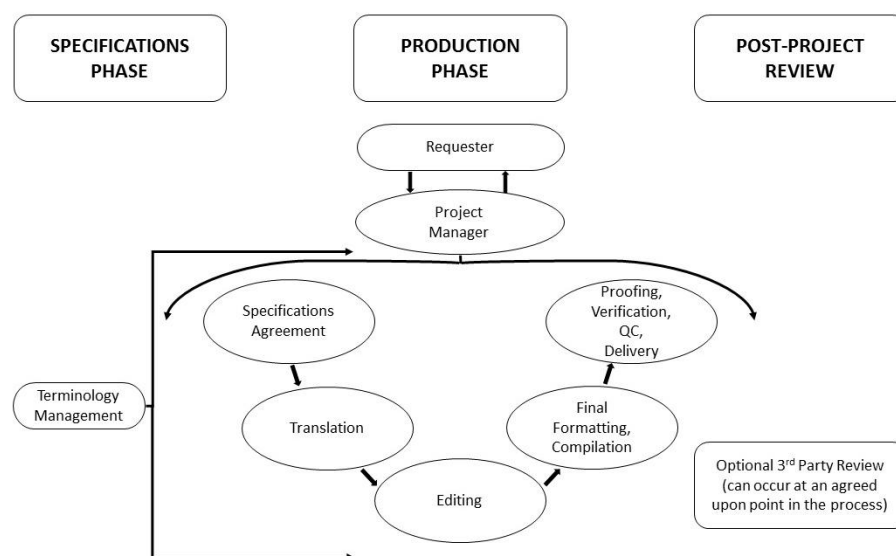 SPECIFICATIONS
PHASE
PRODUCTION
PHASE
POST-PROJECT
REVIEW
Requester
Project
Manager
Specifications
Agreement
Proofing,
Verification,
QC,
Delivery
Terminology
Management
Translation
Final
Formatting,
Compilation
Editing
Optional 3rd Party Review
(can occur at an agreed
upon point in the process)